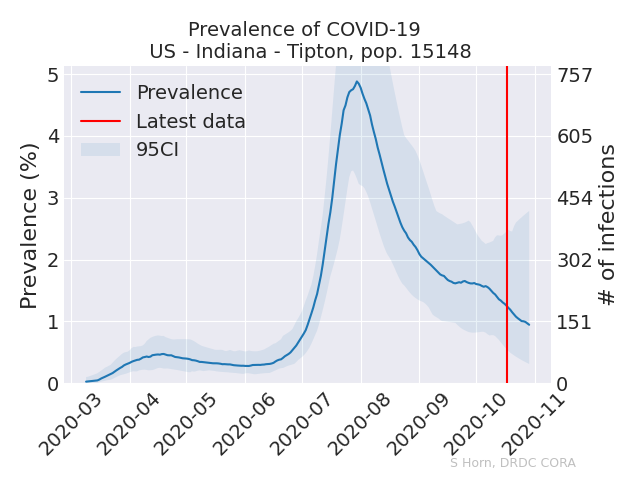 Prevalence of COVID-19
US - Indiana - Tipton, pop. 15148
Prevalence
Latest data
95CI
Prevalence (%)
5
4
3
2
1
0
757
605
454
302
151
0
# of infections
2020-03
2020-04
2020-05
2020-06
2020-07
2020-08
2020-09
2020-10
2020-11
S Horn, DRDC CORA